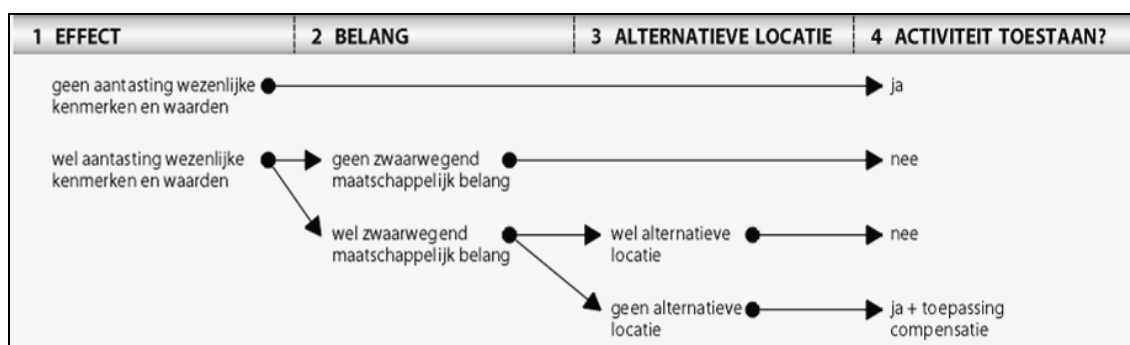 1 EFFECT 2 BELANG 3 ALTERNATIEVE LOCATIE 4 ACTIVITEIT TOESTAAN?
geen aantasting wezenlijke
kenmerken en waarden
ja
wel aantasting wezenlijke
kenmerken en waarden
geen zwaarwegend
maatschappelijk belang
nee
wel zwaarwegend
maatschappelijk belang
wel alternatieve
locatie
nee
geen alternatieve
locatie
ja + toepassing
compensatie